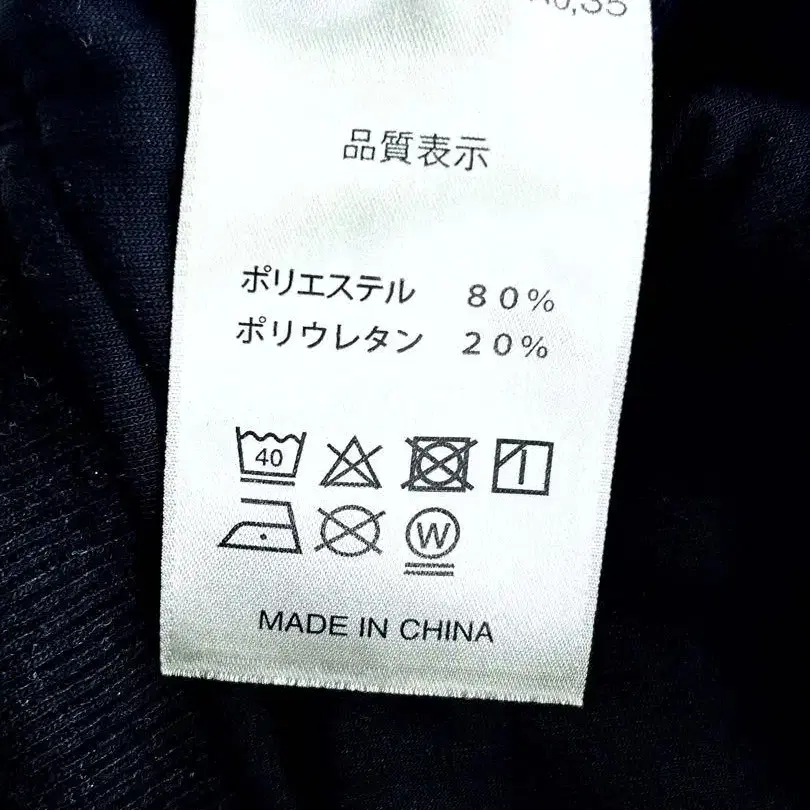 品質表示
ポリエステル 80%
ポリウレタン 20%
40
W
MADE IN CHINA